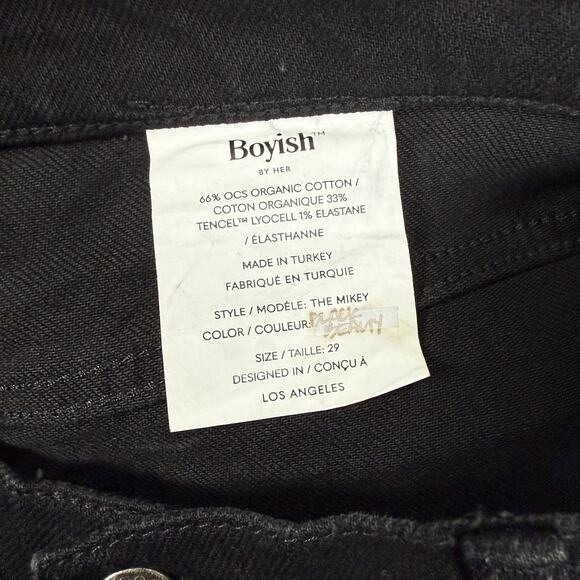 Boyish™
BY HER
66% OCS ORGANIC COTTON /
COTON ORGANIQUE 33%
TENCEL™ LYOCELL 1% ELASTANE
/ ÉLASTHANNE
MADE IN TURKEY
FABRIQUÉ EN TURQUIE
STYLE / MODÈLE: THE MIKEY
COLOR / COULEUR:
BEAUTY
SIZE / TAILLE: 29
DESIGNED IN / CONÇU À
LOS ANGELES